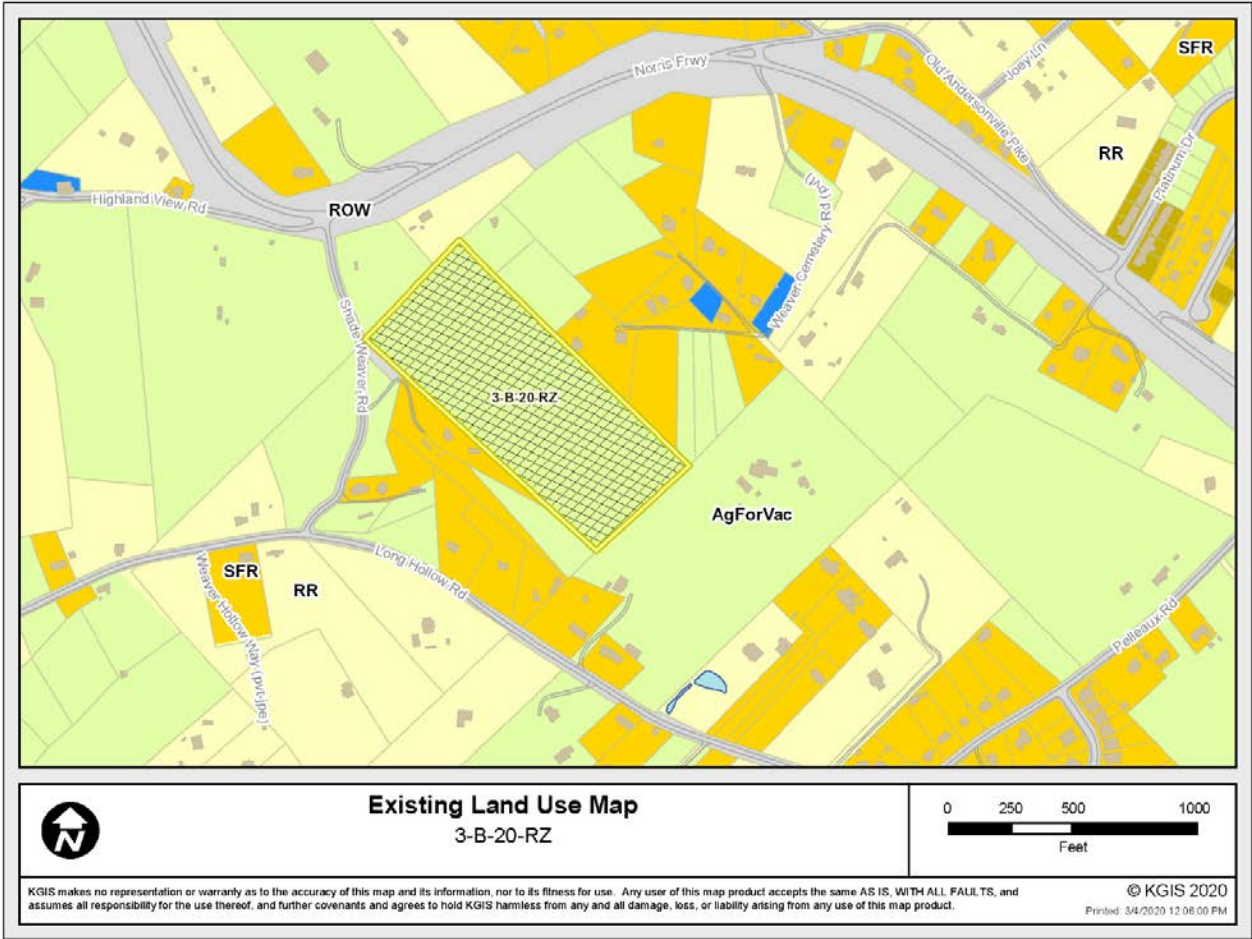 SFR
Norris Frwy
Joey Ln
Old Andersonville Pike
RR
Platinum Dr
Highland View Rd
ROW
Weaver Cemetery Rd (pvt)
Shade Weaver Rd
3-B-20-RZ
AgForVac
SFR
RR
Long Hollow Rd
Weaver Hollow Way (pvt-jpe)
Pelleaux Rd
N
Existing Land Use Map
3-B-20-RZ
0 250 500 1000
Feet
KGIS makes no representation or warranty as to the accuracy of this map and its information, nor to its fitness for use. Any user of this map product accepts the same AS IS, WITH ALL FAULTS, and
assumes all responsibility for the use thereof, and further covenants and agrees to hold KGIS harmless from any and all damage, loss, or liability arising from any use of this map product.
© KGIS 2020
Printed: 3/4/2020 12:06:00 PM